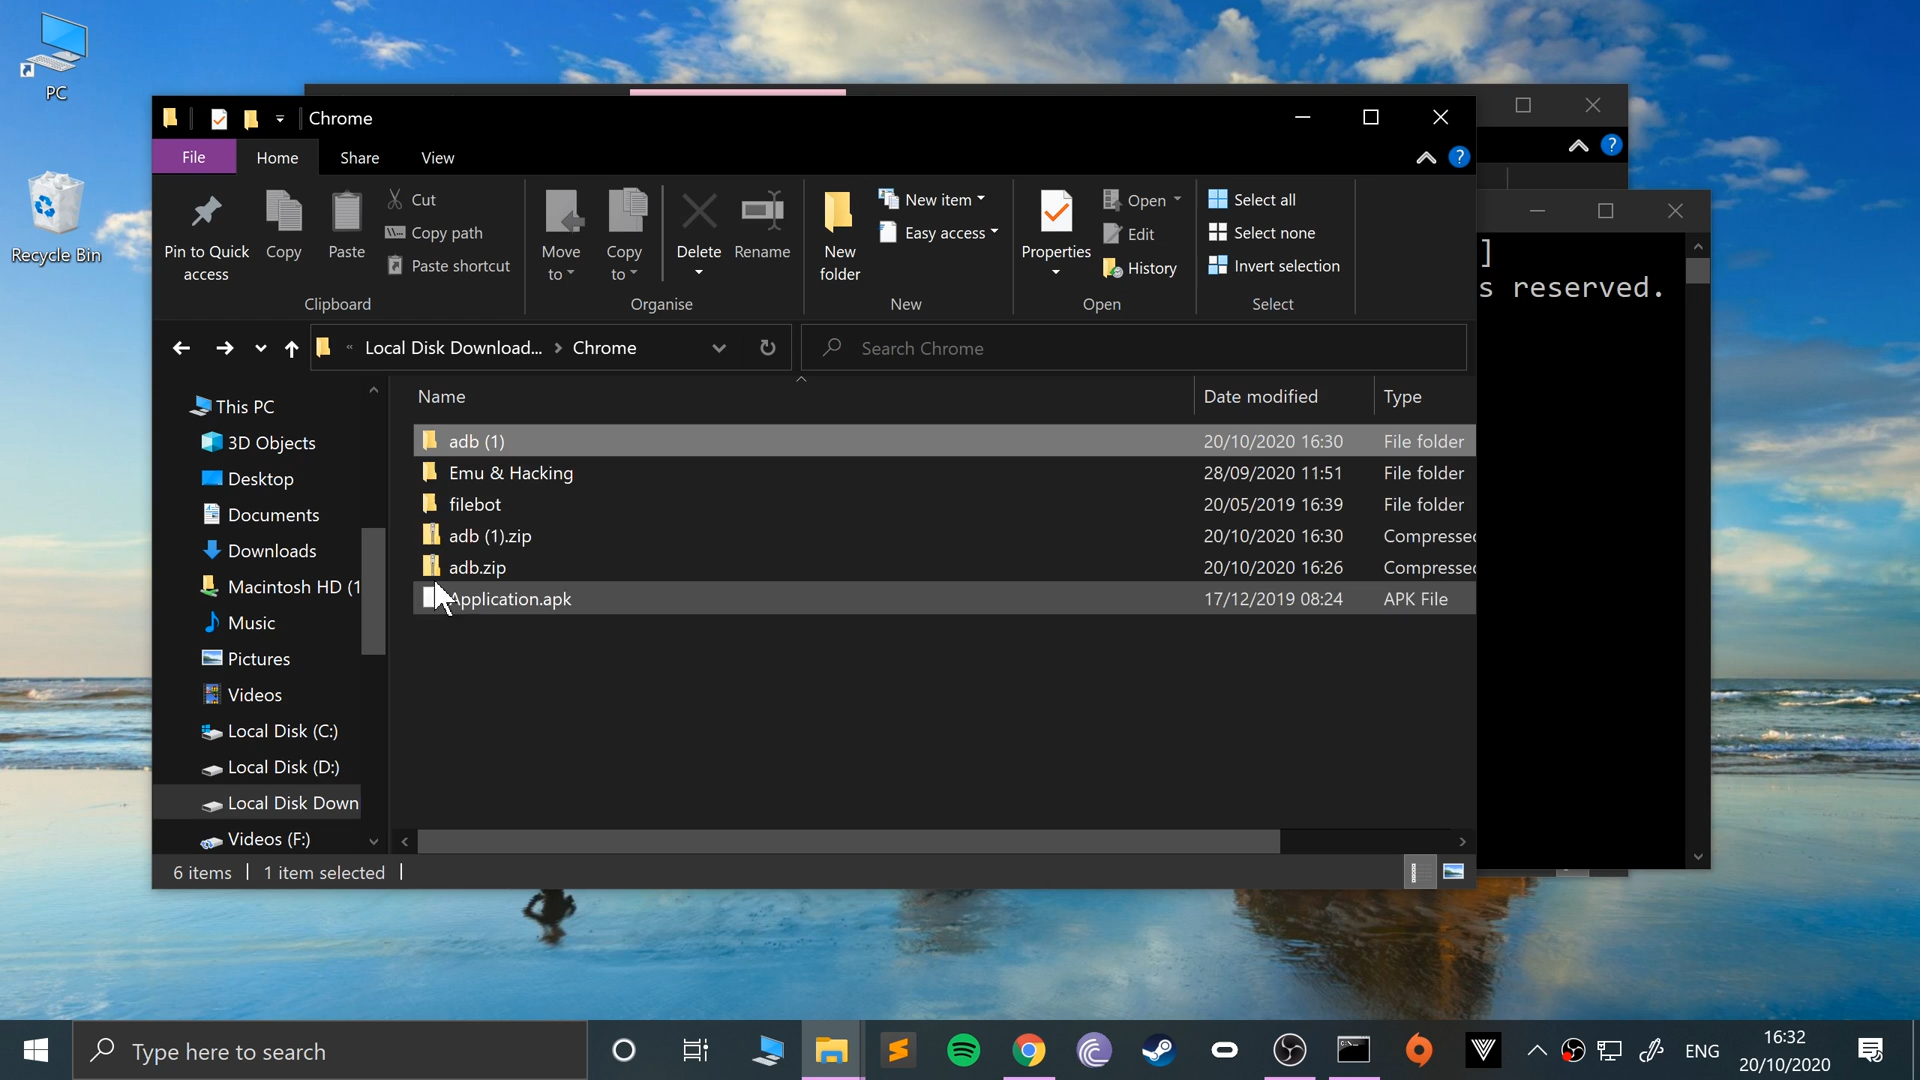 PC
Recycle Bin
Chrome
File
Home
Share
View
Pin to Quick
access
Copy
Paste
Cut
Copy path
Paste shortcut
Clipboard
Move
to
Copy
to
Delete
Rename
Organise
New
folder
New item
Easy access
New
Properties
Open
Edit
History
Open
Select all
Select none
Invert selection
Select
]
s reserved.
« Local Disk Download... > Chrome
Search Chrome
This PC
3D Objects
Desktop
Documents
Downloads
Macintosh HD (1
Music
Pictures
Videos
Local Disk (C:)
Local Disk (D:)
Local Disk Down
Videos (F:)
Name Date modified Type
adb (1) 20/10/2020 16:30 File folder
Emu & Hacking 28/09/2020 11:51 File folder
filebot 20/05/2019 16:39 File folder
adb (1).zip 20/10/2020 16:30 Compressed
adb.zip 20/10/2020 16:26 Compressed
Application.apk 17/12/2019 08:24 APK File
6 items 1 item selected
Type here to search
ENG
16:32
20/10/2020